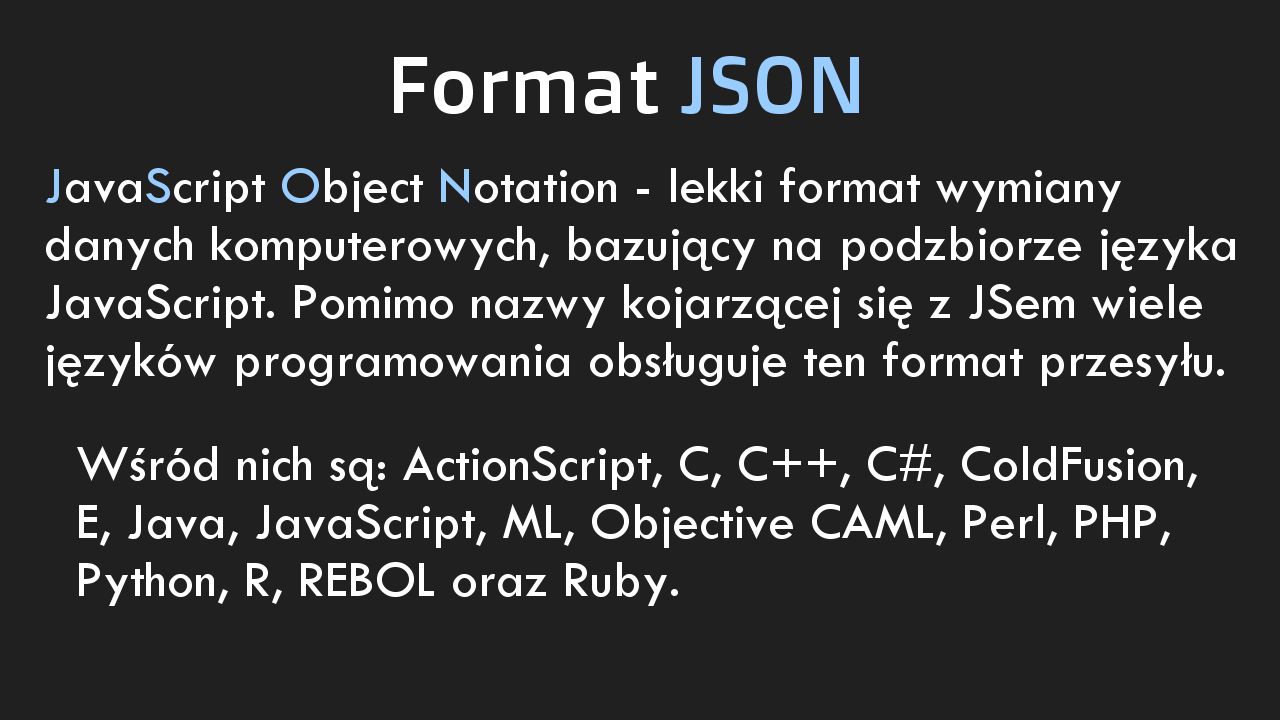 Format JSON
JavaScript Object Notation - lekki format wymiany
danych komputerowych, bazujący na podzbiorze języka
JavaScript. Pomimo nazwy kojarzącej się z JSem wiele
języków programowania obsługuje ten format przesyłu.
Wśród nich są: ActionScript, C, C++, C#, ColdFusion,
E, Java, JavaScript, ML, Objective CAML, Perl, PHP,
Python, R, REBOL oraz Ruby.